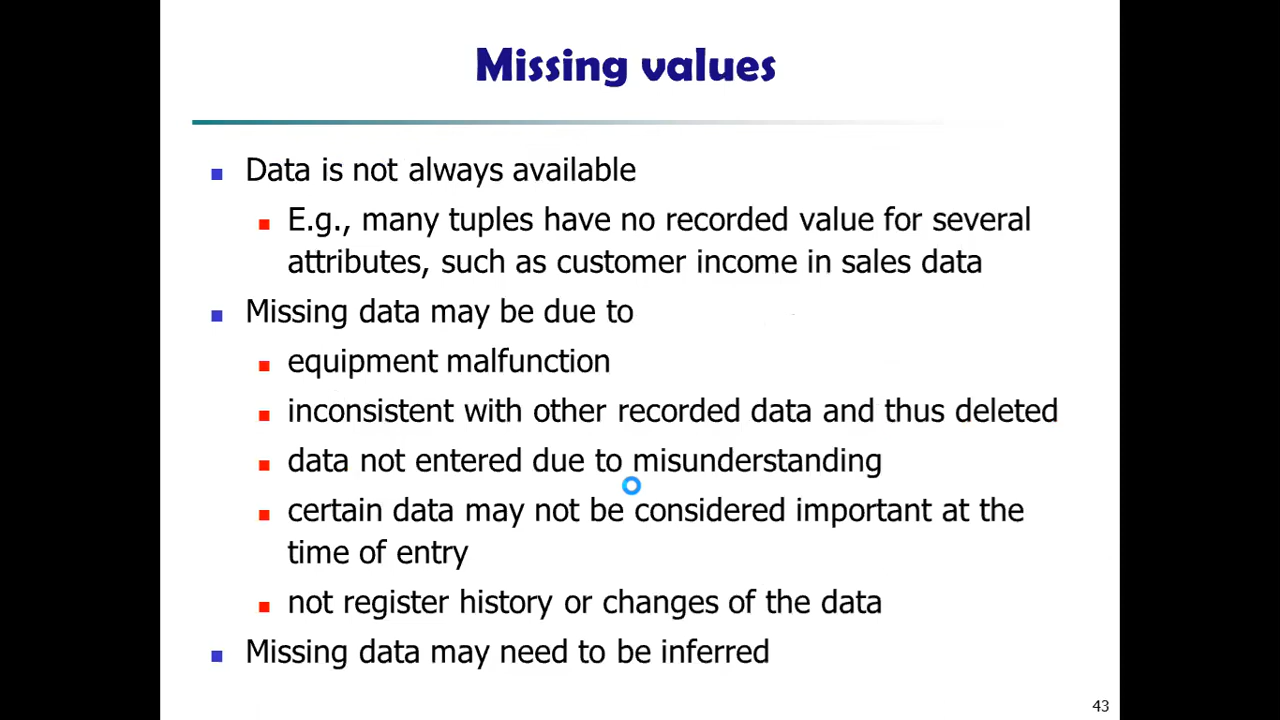 Missing values
Data is not always available
E.g., many tuples have no recorded value for several
attributes, such as customer income in sales data
Missing data may be due to
equipment malfunction
inconsistent with other recorded data and thus deleted
data not entered due to misunderstanding
certain data may not be considered important at the
time of entry
not register history or changes of the data
Missing data may need to be inferred
43